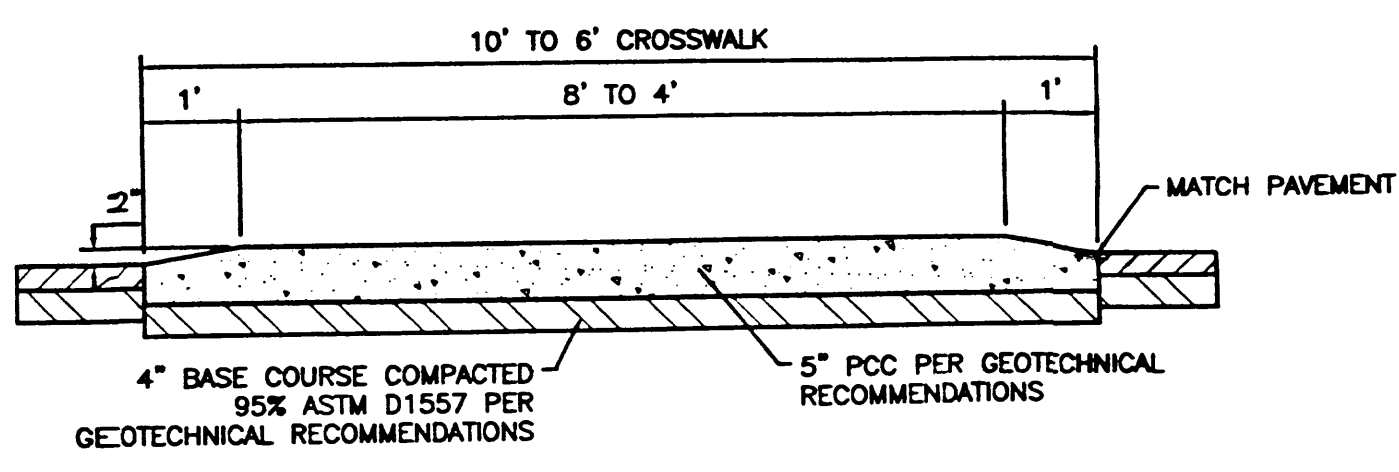 10' TO 6' CROSSWALK
1'
8' TO 4'
1'
2"
MATCH PAVEMENT
4" BASE COURSE COMPACTED
95% ASTM D1557 PER
GEOTECHNICAL RECOMMENDATIONS
5" PCC PER GEOTECHNICAL
RECOMMENDATIONS